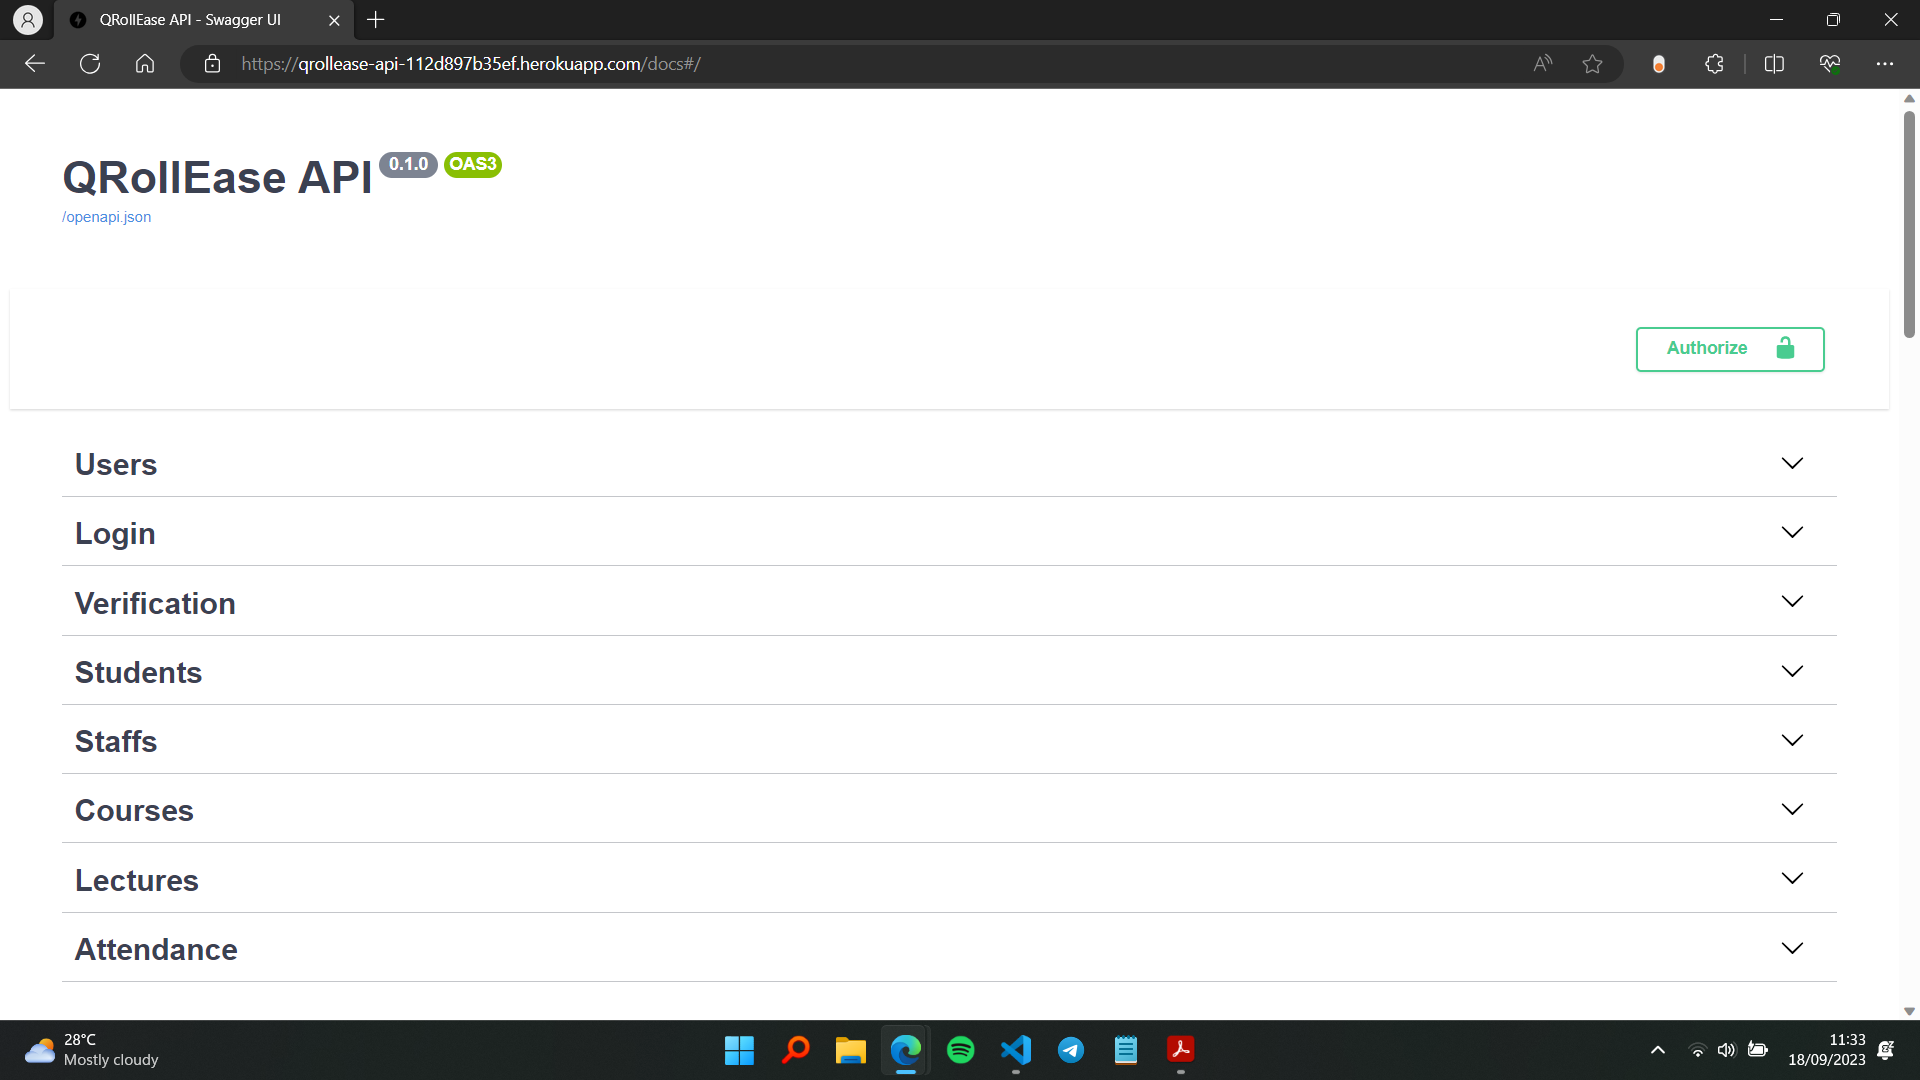 QRollEase API - Swagger UI
https://qrollease-api-112d897b35ef.herokuapp.com/docs#/
QRollEase API 0.1.0 OAS3
/openapi.json
Authorize
Users
Login
Verification
Students
Staffs
Courses
Lectures
Attendance
28°C
Mostly cloudy
11:33
18/09/2023